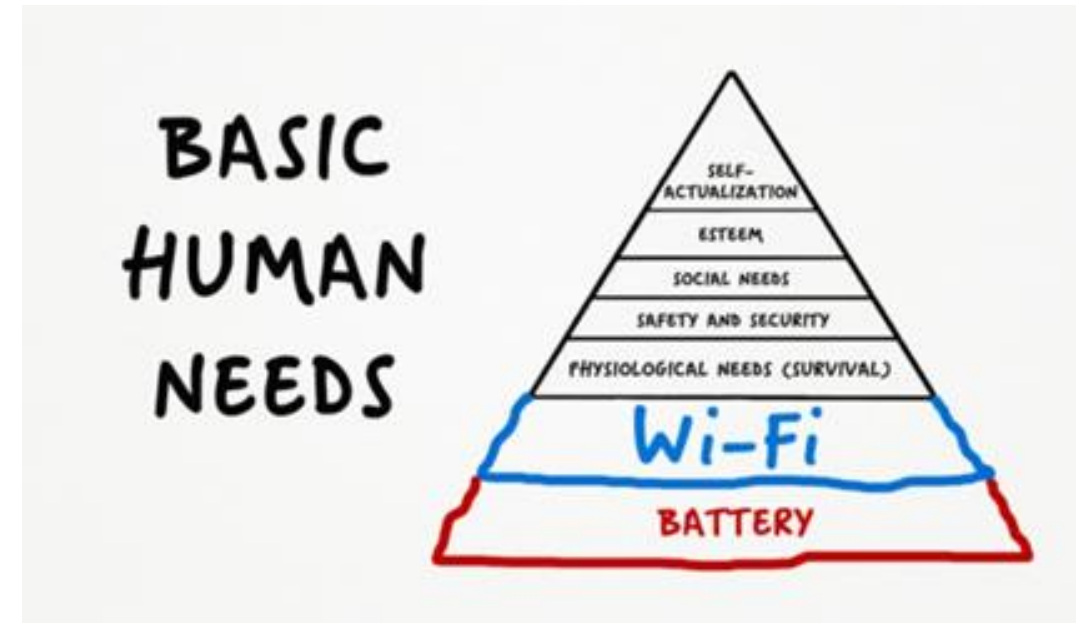 BASIC
HUMAN
NEEDS
SELF-
ACTUALIZATION
ESTEEM
SOCIAL NEEDS
SAFETY AND SECURITY
PHYSIOLOGICAL NEEDS (SURVIVAL)
Wi-Fi
BATTERY